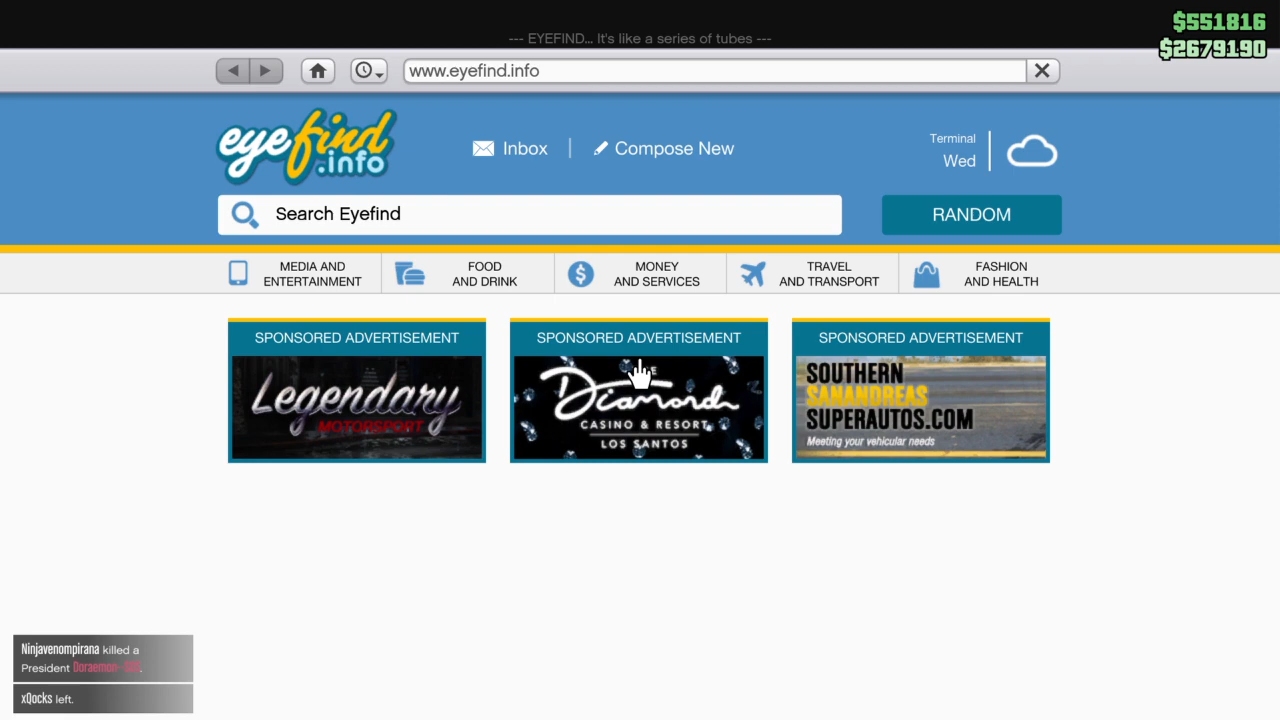 $551816
--- EYEFIND... It's like a series of tubes ---
$2679190
www.eyefind.info
eyefind
.info
Inbox
Compose New
Terminal
Wed
Search Eyefind
RANDOM
MEDIA AND
ENTERTAINMENT
FOOD
AND DRINK
MONEY
AND SERVICES
TRAVEL
AND TRANSPORT
FASHION
AND HEALTH
SPONSORED ADVERTISEMENT
Legendary
MOTORSPORT
SPONSORED ADVERTISEMENT
Diamond
CASINO & RESORT
LOS SANTOS
SPONSORED ADVERTISEMENT
SOUTHERN
SANANDREAS
SUPERAUTOS.COM
Meeting your vehicular needs
Ninjavenompirana killed a
President Doraemon-
xQocks left.